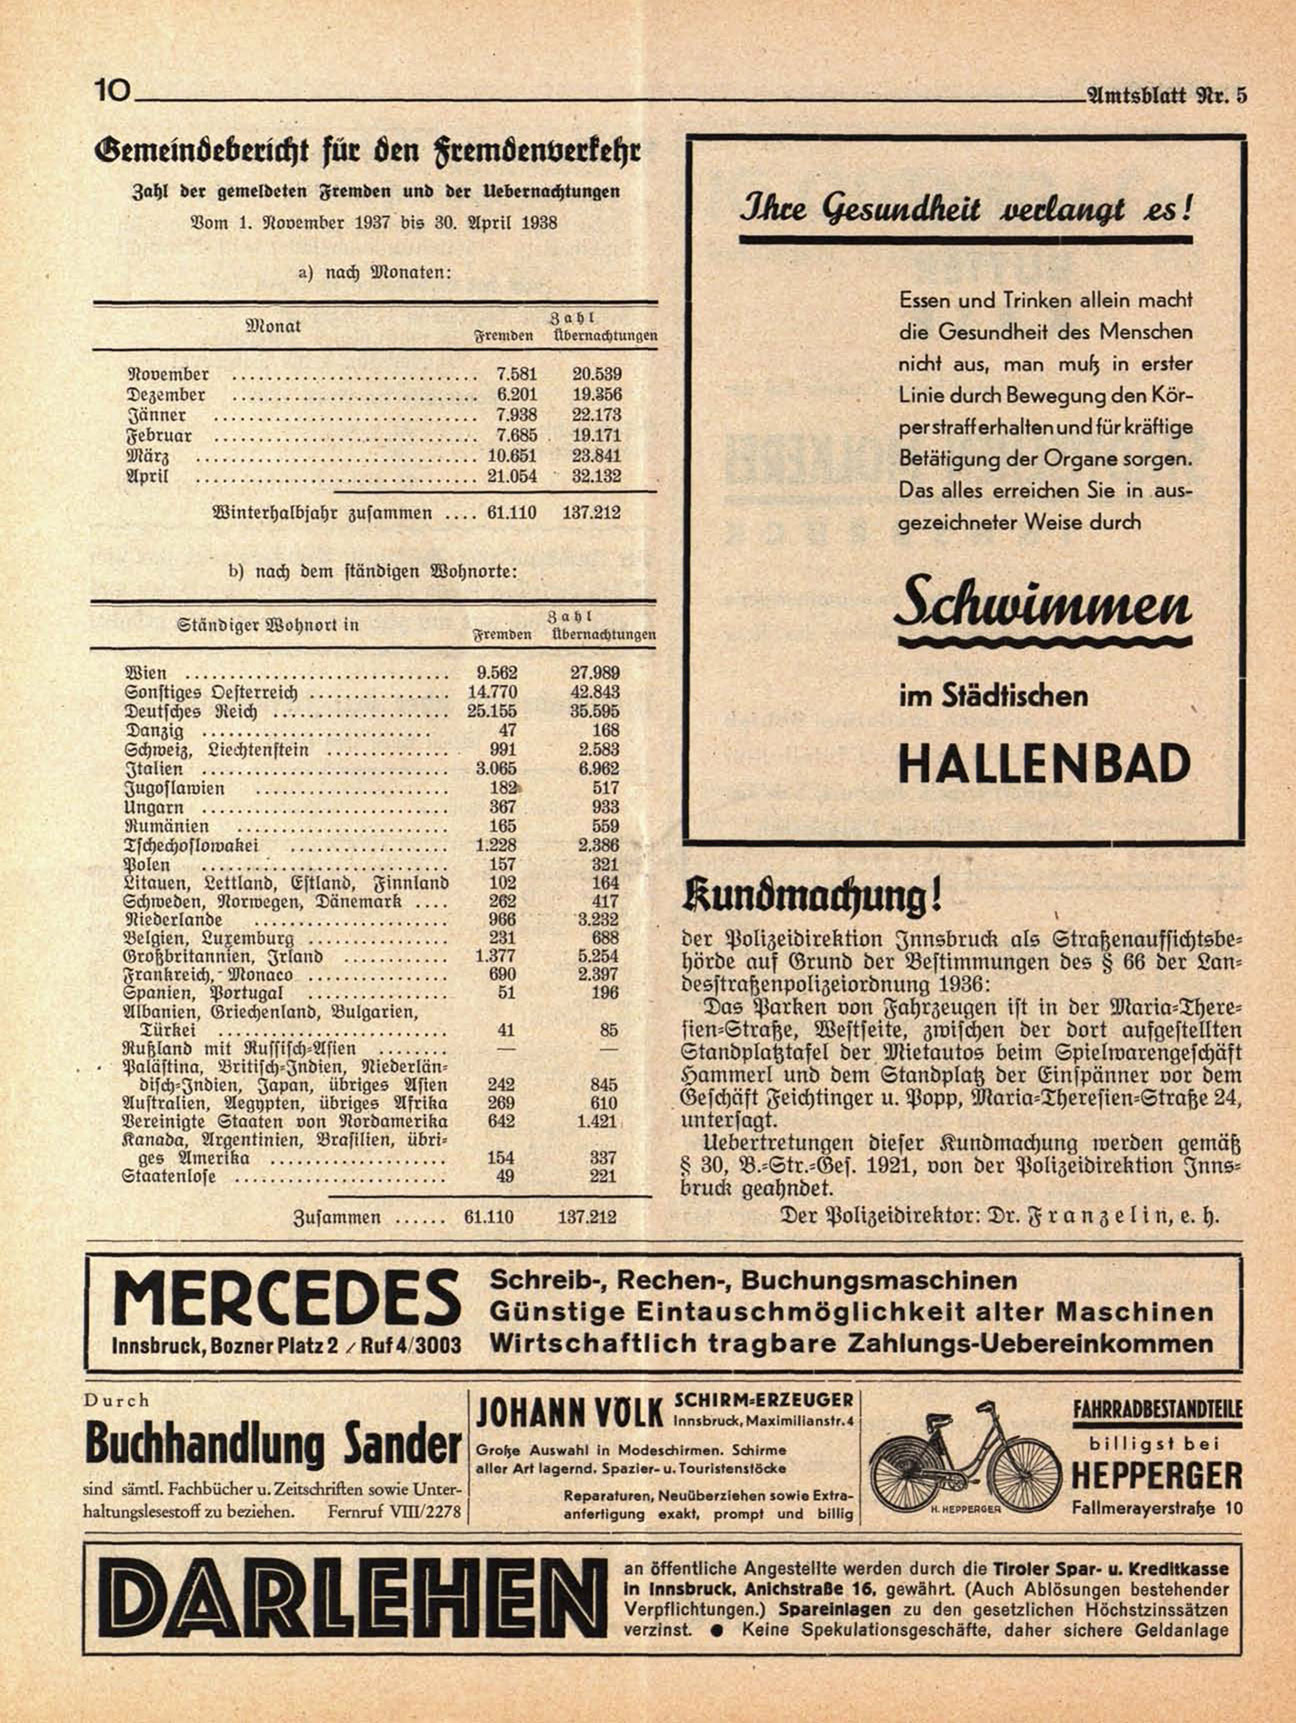 10
Amtsblatt Nr. 5
Gemeindebericht für den Fremdenverkehr
Zahl der gemeldeten Fremden und der Uebernachtungen
Vom 1. November 1937 bis 30. April 1938
a) nach Monaten:
Monat Zahl
Fremden Übernachtungen
November ............................ 7.581 20.539
Dezember ............................ 6.201 19.356
Jänner .............................. 7.938 22.173
Februar ............................. 7.685 19.171
März ................................ 10.651 23.841
April ............................... 21.054 32.132
Winterhalbjahr zusammen .... 61.110 137.212
b) nach dem ständigen Wohnorte:
Ständiger Wohnort in Zahl
Fremden Übernachtungen
Wien .............................. 9.562 27.989
Sonstiges Oesterreich ................ 14.770 42.843
Deutsches Reich .................... 25.155 35.595
Danzig .......................... 47 168
Schweiz, Liechtenstein .............. 991 2.583
Italien ............................ 3.065 6.962
Jugoslawien ...................... 182 517
Ungarn ............................ 367 933
Rumänien ........................ 165 559
Tschechoslowakei .................. 1.228 2.386
Polen ............................ 157 321
Litauen, Lettland, Estland, Finnland 102 164
Schweden, Norwegen, Dänemark .... 262 417
Niederlande ...................... 966 3.232
Belgien, Luxemburg ................ 231 688
Großbritannien, Irland ............ 1.377 5.254
Frankreich, Monaco ................ 690 2.397
Spanien, Portugal ................ 51 196
Albanien, Griechenland, Bulgarien,
Türkei .......................... 41 85
Rußland mit Russisch-Asien ........ — —
Palästina, Britisch-Indien, Niederlän-
disch-Indien, Japan, übriges Asien 242 845
Australien, Aegypten, übriges Afrika 269 610
Vereinigte Staaten von Nordamerika 642 1.421
Kanada, Argentinien, Brasilien, übri-
ges Amerika .................... 154 337
Staatenlose ........................ 49 221
Zusammen ...... 61.110 137.212
Ihre Gesundheit verlangt es!
Essen und Trinken allein macht
die Gesundheit des Menschen
nicht aus, man muß in erster
Linie durch Bewegung den Kör-
per straff erhalten und für kräftige
Betätigung der Organe sorgen.
Das alles erreichen Sie in aus-
gezeichneter Weise durch
Schwimmen
im Städtischen
HALLENBAD
Kundmachung!
der Polizeidirektion Innsbruck als Straßenaufsichtsbe-
hörde auf Grund der Bestimmungen des § 66 der Lan-
desstraßenpolizeiordnung 1936:
Das Parken von Fahrzeugen ist in der Maria-There-
sien-Straße, Westseite, zwischen der dort aufgestellten
Standplatztafel der Mietautos beim Spielwarengeschäft
Hammerl und dem Standplatz der Einspänner vor dem
Geschäft Feichtinger u. Popp, Maria-Theresien-Straße 24,
untersagt.
Uebertretungen dieser Kundmachung werden gemäß
§ 30, B.-Str.-Ges. 1921, von der Polizeidirektion Inns-
bruck geahndet.
Der Polizeidirektor: Dr. Franzelin, e. h.
MERCEDES
Innsbruck, Bozner Platz 2 / Ruf 4/3003
Schreib-, Rechen-, Buchungsmaschinen
Günstige Eintauschmöglichkeit alter Maschinen
Wirtschaftlich tragbare Zahlungs-Uebereinkommen
Durch
Buchhandlung Sander
sind sämtl. Fachbücher u. Zeitschriften sowie Unter-
haltungslesestoff zu beziehen. Fernruf VIII/2278
JOHANN VÖLK SCHIRM-ERZEUGER
Innsbruck, Maximilianstr. 4
Große Auswahl in Modeschirmen. Schirme
aller Art lagernd. Spazier- u. Touristenstöcke
Reparaturen, Neuüberziehen sowie Extra-
anfertigung exakt, prompt und billig
H. HEPPERGER
FAHRRADBESTANDTEILE
billigst bei
HEPPERGER
Fallmerayerstraße 10
DARLEHEN
an öffentliche Angestellte werden durch die Tiroler Spar- u. Kreditkasse
in Innsbruck, Anichstraße 16, gewährt. (Auch Ablösungen bestehender
Verpflichtungen.) Spareinlagen zu den gesetzlichen Höchstzinssätzen
verzinst. ● Keine Spekulationsgeschäfte, daher sichere Geldanlage